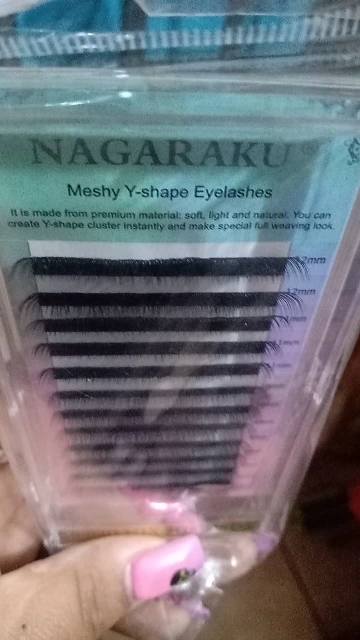 NAGARAKU
Meshy Y-shape Eyelashes
It is made from premium material; soft, light and natural. You can
create Y-shape cluster instantly and make special full weaving look.
12mm